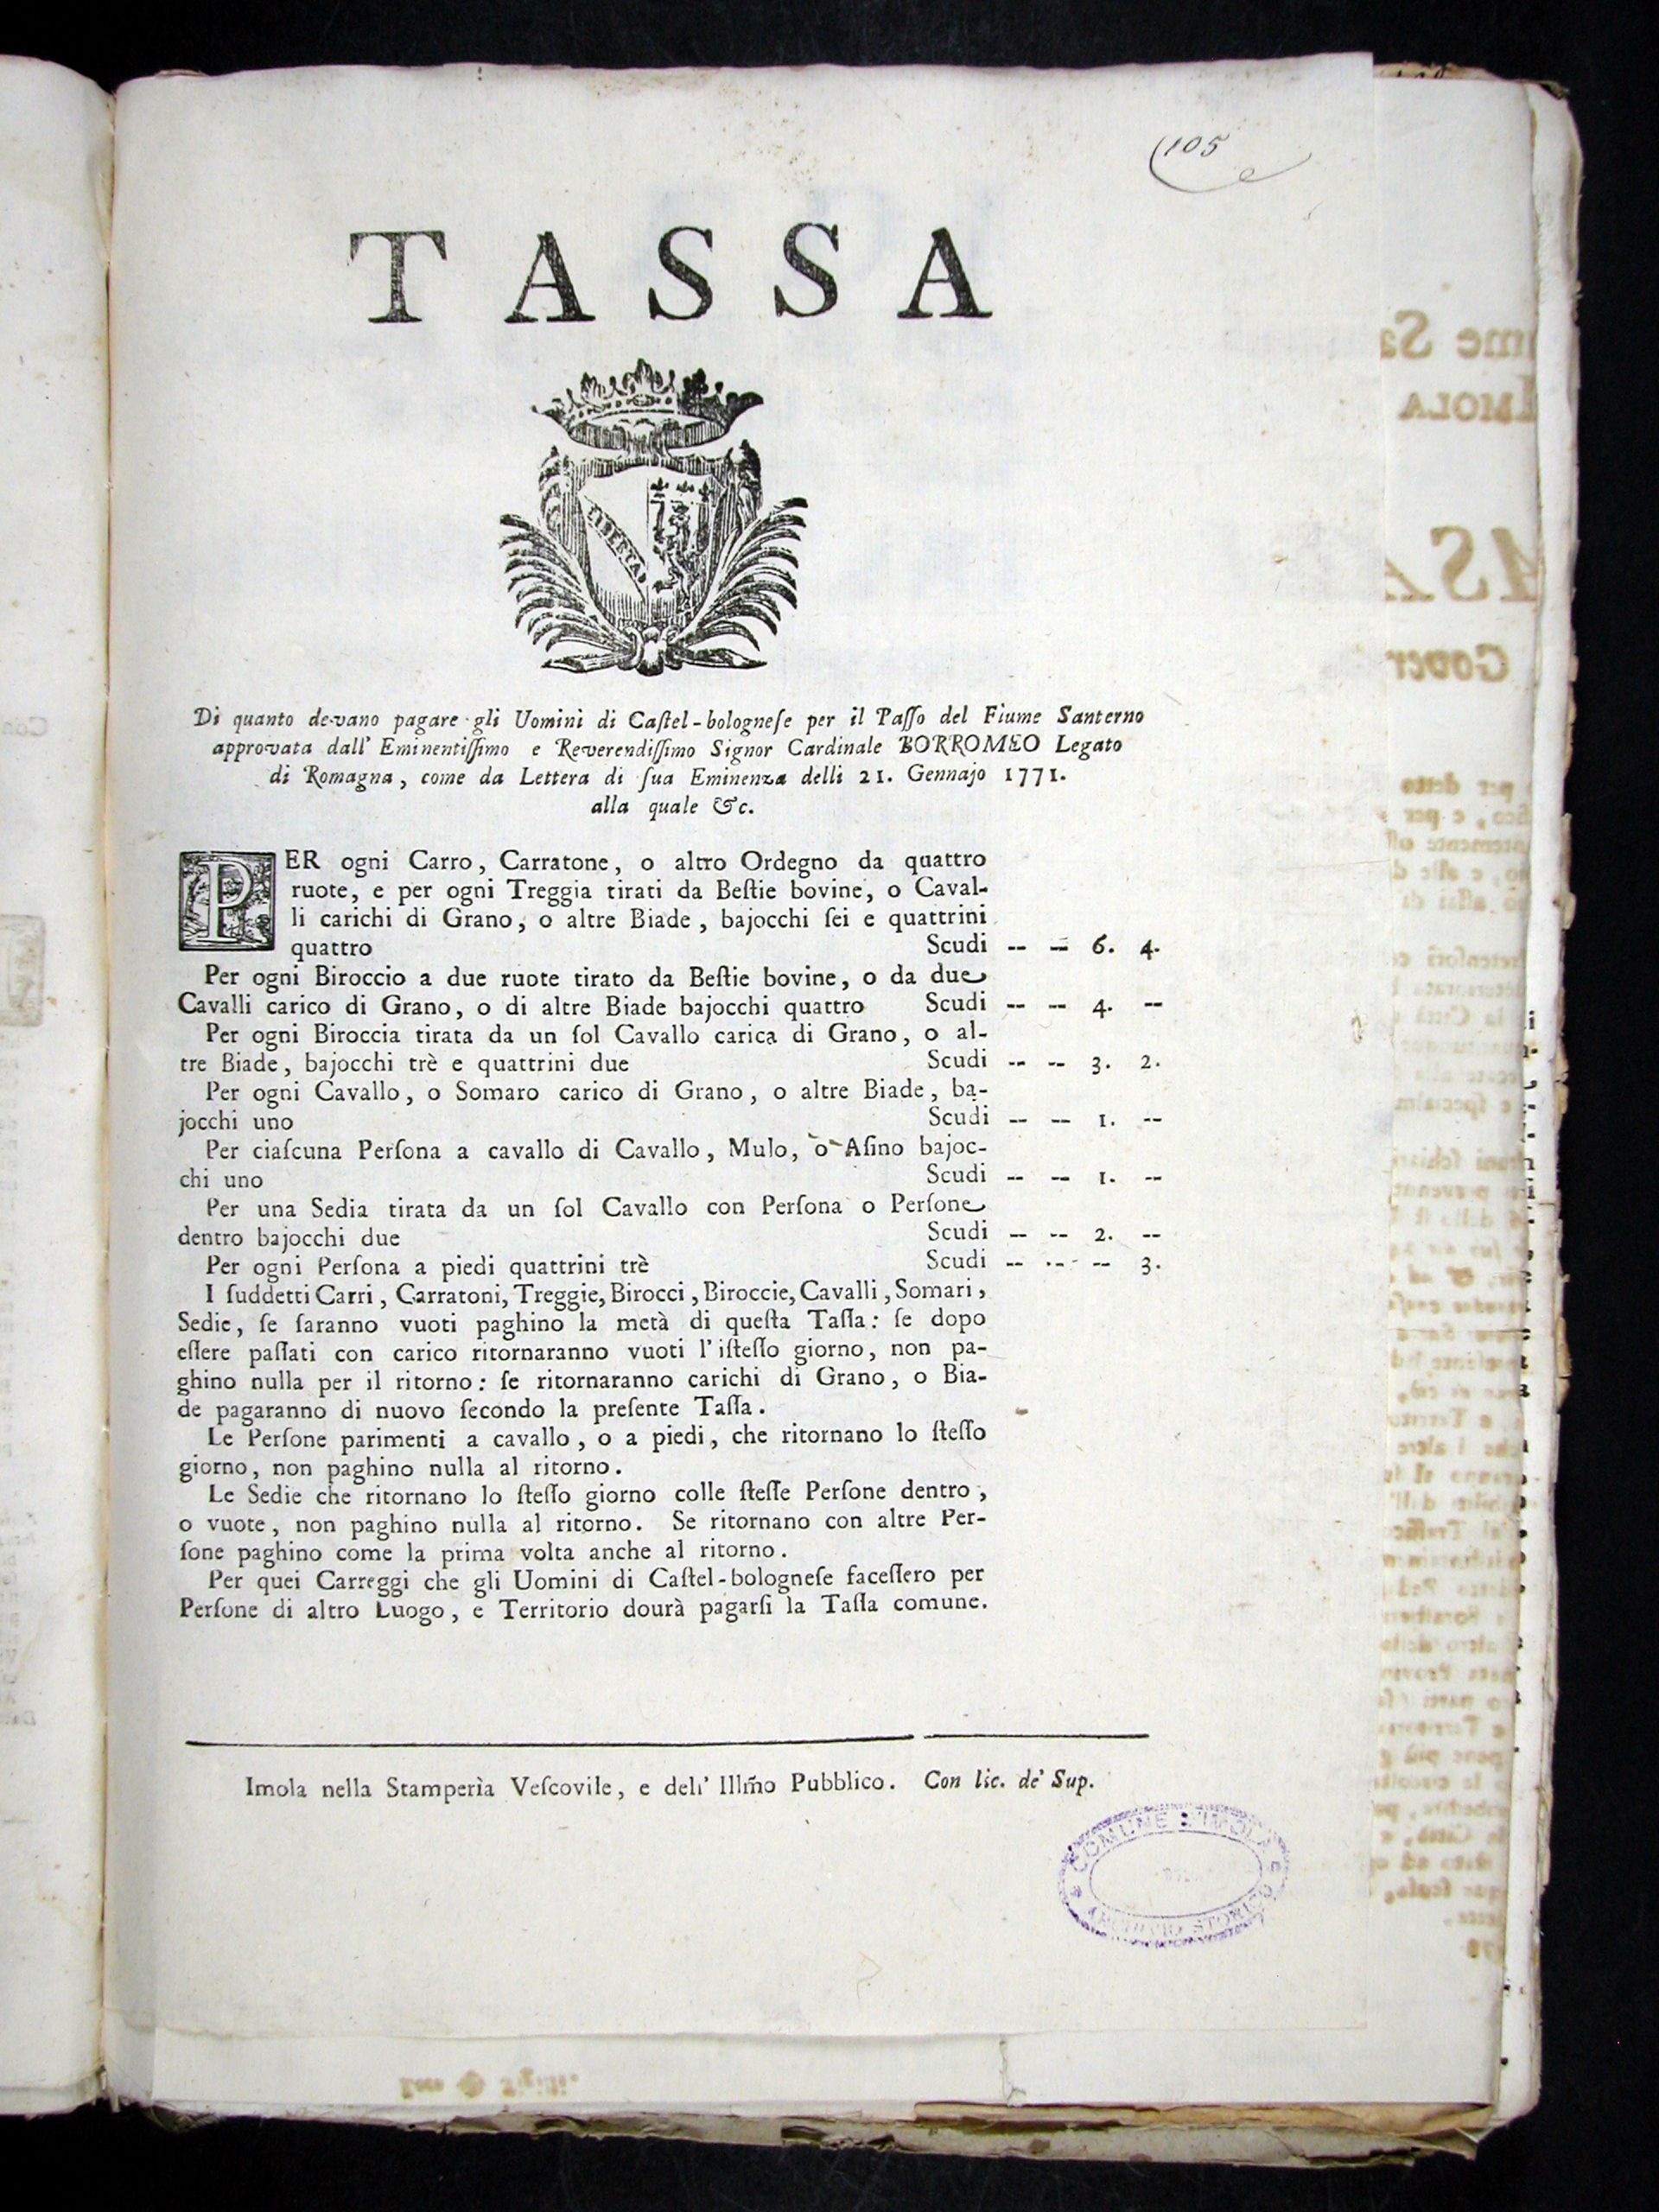 (105
TASSA
LIBERTAS
Di quanto devano pagare gli Uomini di Caſtel-bologneſe per il Paſſo del Fiume Santerno
approvata dall' Eminentiſſimo e Reverendiſſimo Signor Cardinale BORROMEO Legato
di Romagna, come da Lettera di ſua Eminenza delli 21. Gennajo 1771.
alla quale &c.
PER ogni Carro, Carratone, o altro Ordegno da quattro
ruote, e per ogni Treggia tirati da Beſtie bovine, o Caval-
li carichi di Grano, o altre Biade, bajocchi ſei e quattrini
quattro Scudi -- -- 6. 4.
Per ogni Biroccio a due ruote tirato da Beſtie bovine, o da due
Cavalli carico di Grano, o di altre Biade bajocchi quattro Scudi -- -- 4. --
Per ogni Biroccia tirata da un ſol Cavallo carica di Grano, o al-
tre Biade, bajocchi trè e quattrini due Scudi -- -- 3. 2.
Per ogni Cavallo, o Somaro carico di Grano, o altre Biade, ba-
jocchi uno Scudi -- -- 1. --
Per ciaſcuna Perſona a cavallo di Cavallo, Mulo, ò Aſino bajoc-
chi uno Scudi -- -- 1. --
Per una Sedia tirata da un ſol Cavallo con Perſona o Perſone
dentro bajocchi due Scudi -- -- 2. --
Per ogni Perſona a piedi quattrini trè Scudi -- -- -- 3.
I ſuddetti Carri, Carratoni, Treggie, Birocci, Biroccie, Cavalli, Somari,
Sedie, ſe ſaranno vuoti paghino la metà di queſta Taſſa: ſe dopo
eſſere paſſati con carico ritornaranno vuoti l'iſteſſo giorno, non pa-
ghino nulla per il ritorno: ſe ritornaranno carichi di Grano, o Bia-
de pagaranno di nuovo ſecondo la preſente Taſſa.
Le Perſone parimenti a cavallo, o a piedi, che ritornano lo ſteſſo
giorno, non paghino nulla al ritorno.
Le Sedie che ritornano lo ſteſſo giorno colle ſteſſe Perſone dentro,
o vuote, non paghino nulla al ritorno. Se ritornano con altre Per-
ſone paghino come la prima volta anche al ritorno.
Per quei Carreggi che gli Uomini di Caſtel-bologneſe faceſſero per
Perſone di altro Luogo, e Territorio dourà pagarſi la Taſſa comune.
Imola nella Stamperìa Veſcovile, e dell' Illm̃o Pubblico. Con lic. de' Sup.
COMUNE D'IMOLA
ARCHIVIO STORICO